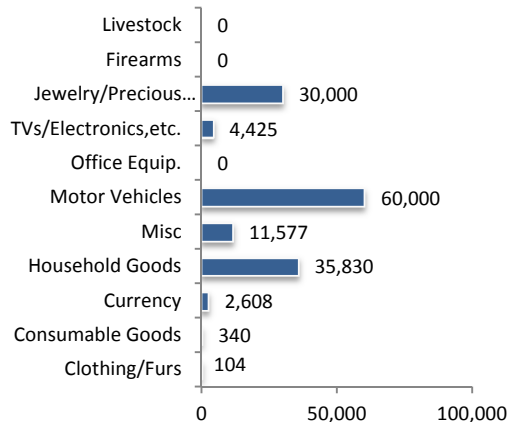 Livestock 0
Firearms 0
Jewelry/Precious... 30,000
TVs/Electronics,etc. 4,425
Office Equip. 0
Motor Vehicles 60,000
Misc 11,577
Household Goods 35,830
Currency 2,608
Consumable Goods 340
Clothing/Furs 104
0 50,000 100,000